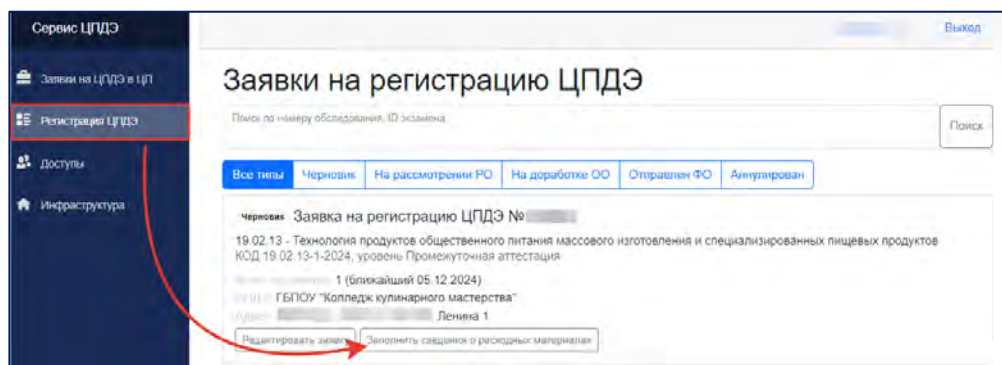 Сервис ЦПДЭ
Выход
Заявки на ЦПДЭ в ЦП
Регистрация ЦПДЭ
Доступы
Инфраструктура
Заявки на регистрацию ЦПДЭ
Поиск по номеру обследования, ID экзамена
Поиск
Все типы Черновик На рассмотрении РО На доработке ОО Отправлен ФО Аннулирован
Черновик Заявка на регистрацию ЦПДЭ №
19.02.13 - Технология продуктов общественного питания массового изготовления и специализированных пищевых продуктов
КОД 19.02.13-1-2024, уровень Промежуточная аттестация
1 (ближайший 05.12.2024)
ГБПОУ "Колледж кулинарного мастерства"
Ленина 1
Редактировать заявку Заполнить сведения о расходных материалах